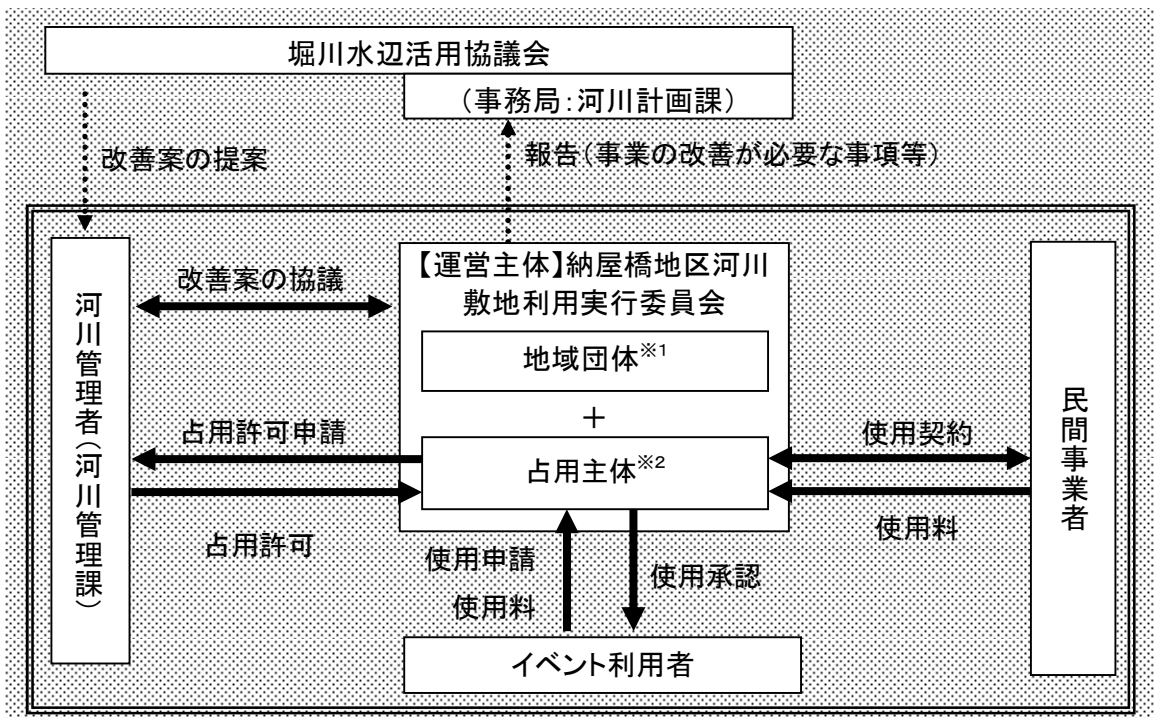 堀川水辺活用協議会
（事務局：河川計画課）
改善案の提案
報告（事業の改善が必要な事項等）
河川管理者（河川管理課）
改善案の協議
【運営主体】納屋橋地区河川
敷地利用実行委員会
地域団体※1
＋
占用主体※2
占用許可申請
占用許可
使用契約
使用料
民間事業者
使用申請
使用料
使用承認
イベント利用者